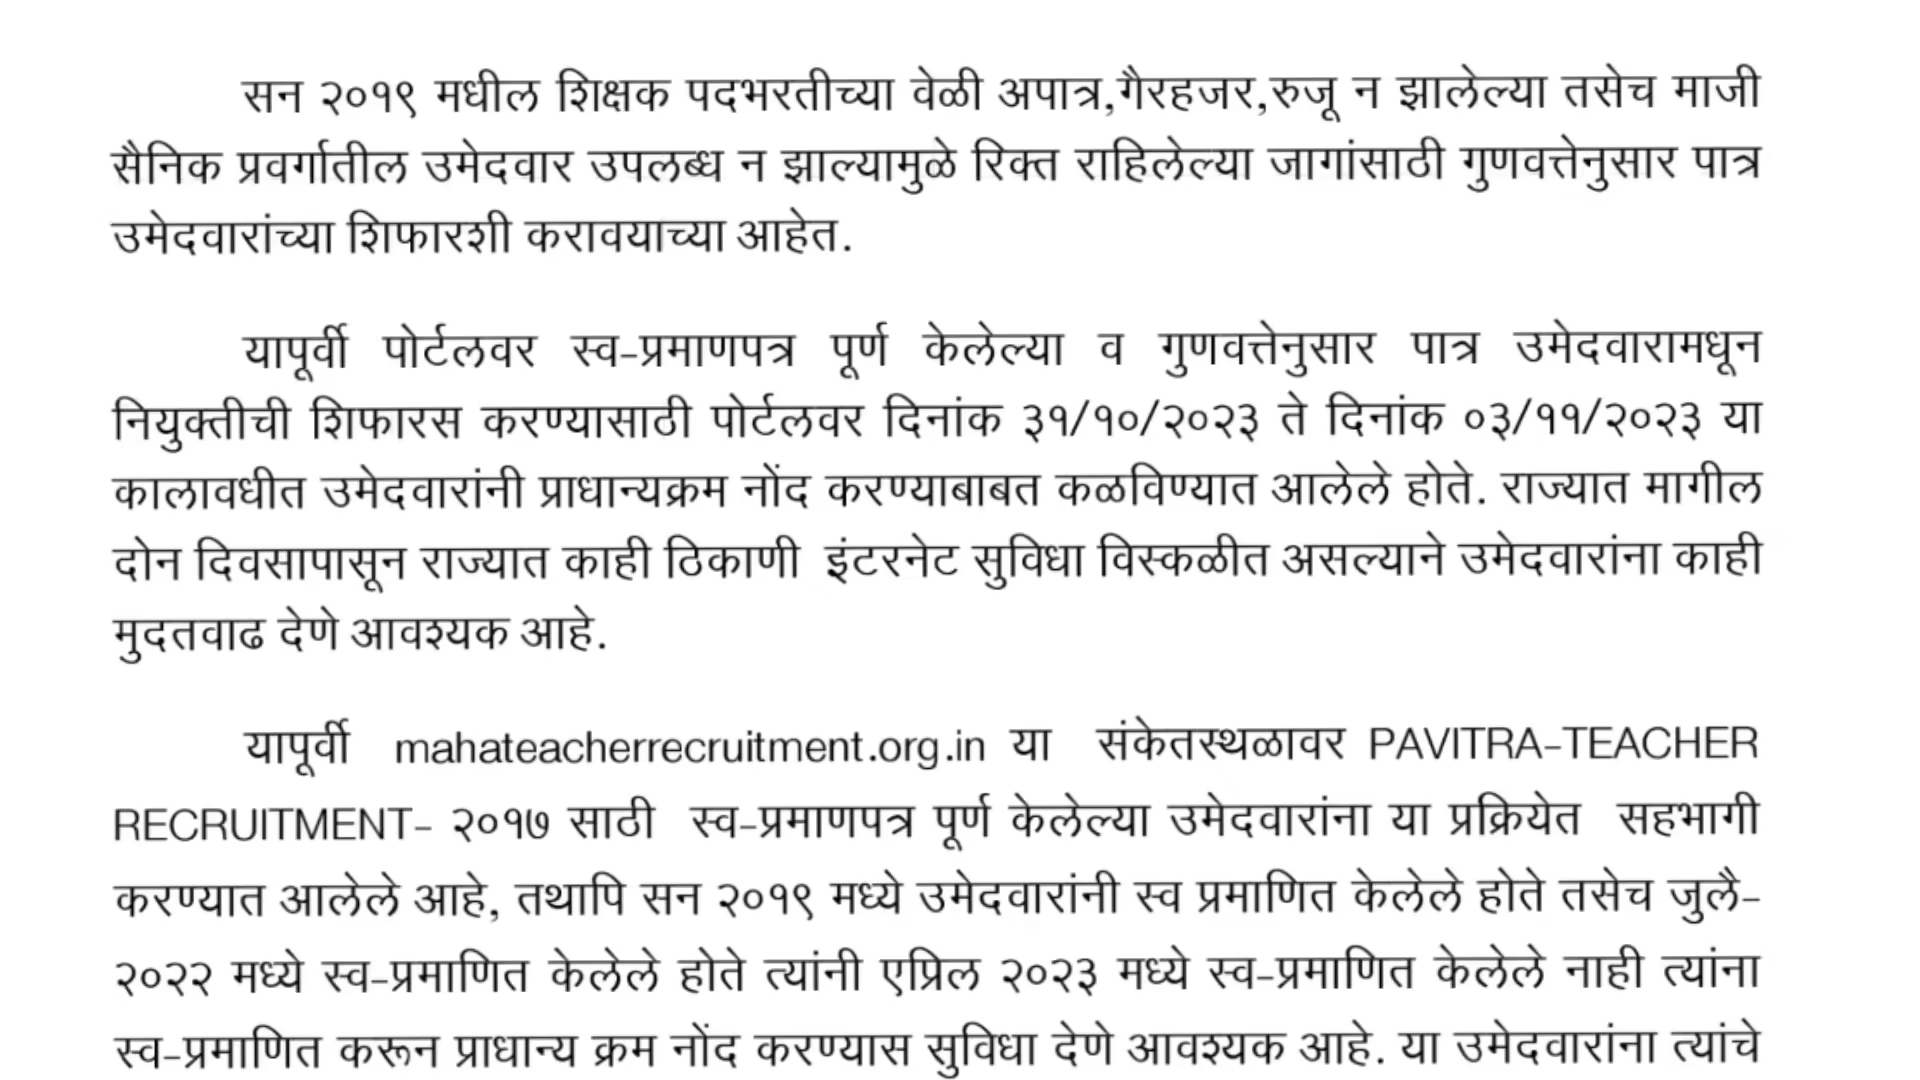 सन २०१९ मधील शिक्षक पदभरतीच्या वेळी अपात्र,गैरहजर,रुजू न झालेल्या तसेच माजी
सैनिक प्रवर्गातील उमेदवार उपलब्ध न झाल्यामुळे रिक्त राहिलेल्या जागांसाठी गुणवत्तेनुसार पात्र
उमेदवारांच्या शिफारशी करावयाच्या आहेत.
यापूर्वी पोर्टलवर स्व-प्रमाणपत्र पूर्ण केलेल्या व गुणवत्तेनुसार पात्र उमेदवारामधून
नियुक्तीची शिफारस करण्यासाठी पोर्टलवर दिनांक ३१/१०/२०२३ ते दिनांक ०३/११/२०२३ या
कालावधीत उमेदवारांनी प्राधान्यक्रम नोंद करण्याबाबत कळविण्यात आलेले होते. राज्यात मागील
दोन दिवसापासून राज्यात काही ठिकाणी इंटरनेट सुविधा विस्कळीत असल्याने उमेदवारांना काही
मुदतवाढ देणे आवश्यक आहे.
यापूर्वी mahateacherrecruitment.org.in या संकेतस्थळावर PAVITRA-TEACHER
RECRUITMENT- २०१७ साठी स्व-प्रमाणपत्र पूर्ण केलेल्या उमेदवारांना या प्रक्रियेत सहभागी
करण्यात आलेले आहे, तथापि सन २०१९ मध्ये उमेदवारांनी स्व प्रमाणित केलेले होते तसेच जुलै-
२०२२ मध्ये स्व-प्रमाणित केलेले होते त्यांनी एप्रिल २०२३ मध्ये स्व-प्रमाणित केलेले नाही त्यांना
स्व-प्रमाणित करून प्राधान्य क्रम नोंद करण्यास सुविधा देणे आवश्यक आहे. या उमेदवारांना त्यांचे